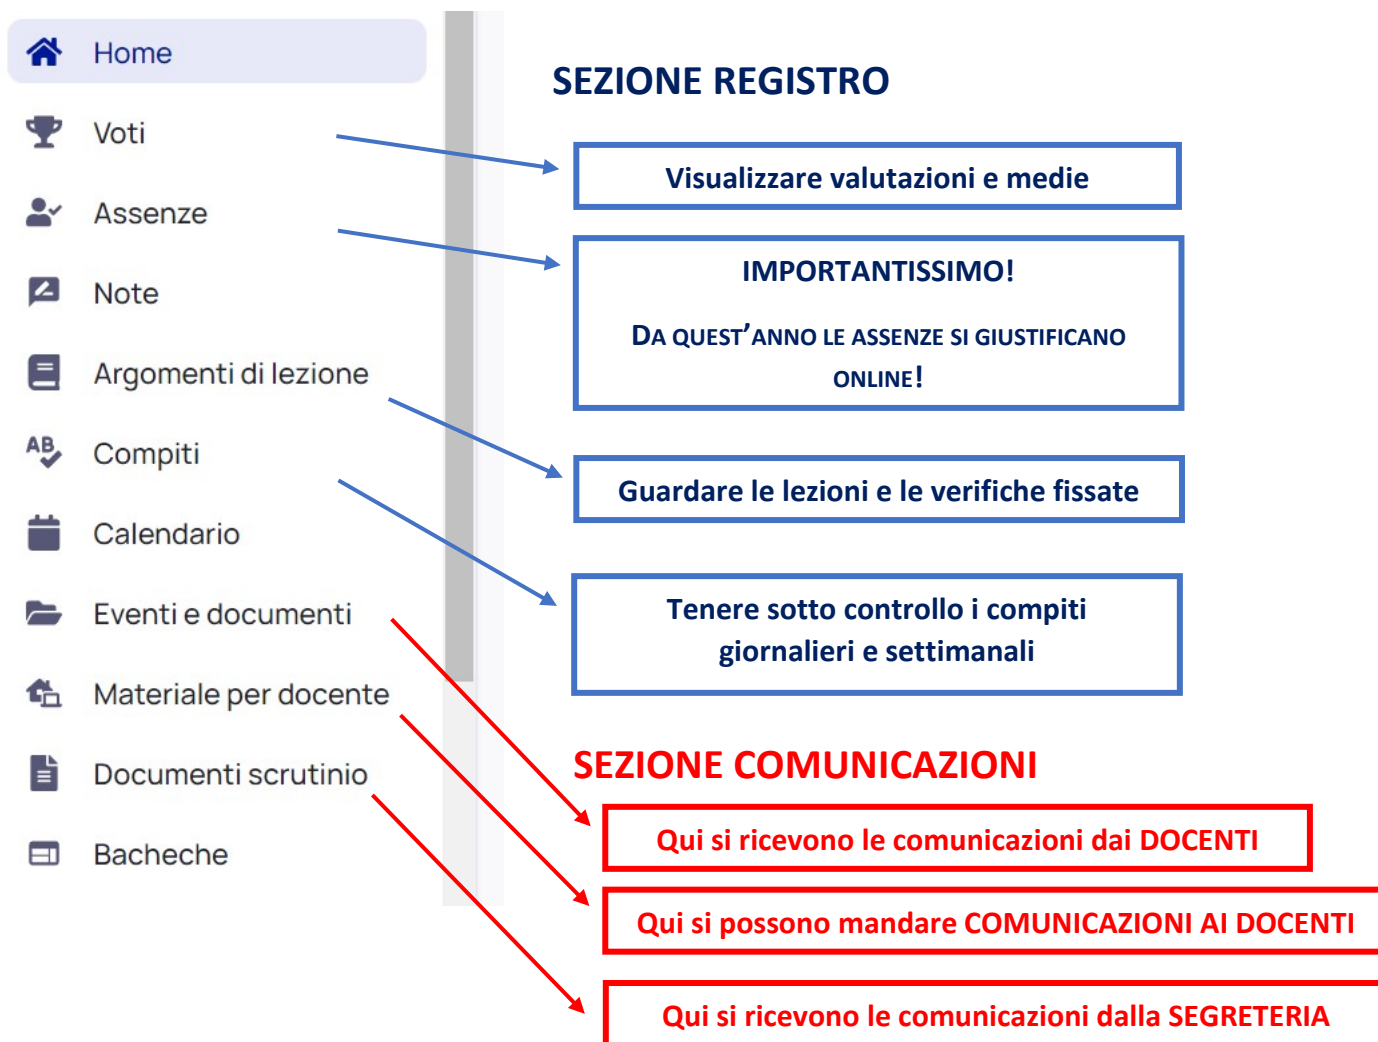 Home
Voti
Assenze
Note
Argomenti di lezione
AB
Compiti
Calendario
Eventi e documenti
Materiale per docente
Documenti scrutinio
Bacheche
SEZIONE REGISTRO
Visualizzare valutazioni e medie
IMPORTANTISSIMO!
DA QUEST'ANNO LE ASSENZE SI GIUSTIFICANO
ONLINE!
Guardare le lezioni e le verifiche fissate
Tenere sotto controllo i compiti
giornalieri e settimanali
SEZIONE COMUNICAZIONI
Qui si ricevono le comunicazioni dai DOCENTI
Qui si possono mandare COMUNICAZIONI AI DOCENTI
Qui si ricevono le comunicazioni dalla SEGRETERIA